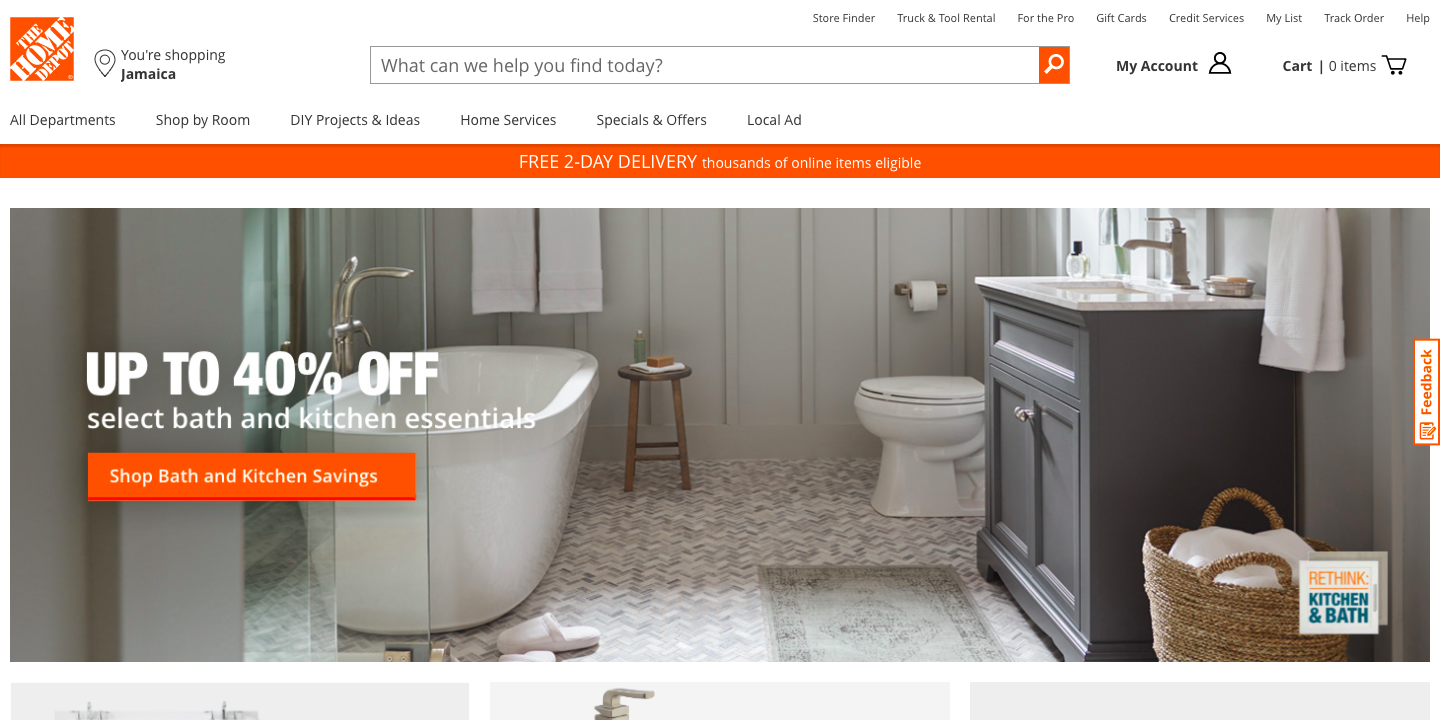 Store Finder
Truck & Tool Rental
For the Pro
Gift Cards
Credit Services
My List
Track Order
Help
THE
HOME
DEPOT
You're shopping
Jamaica
What can we help you find today?
My Account
Cart | 0 items
All Departments
Shop by Room
DIY Projects & Ideas
Home Services
Specials & Offers
Local Ad
FREE 2-DAY DELIVERY thousands of online items eligible
UP TO 40% OFF
select bath and kitchen essentials
Shop Bath and Kitchen Savings
Feedback
RETHINK:
KITCHEN
& BATH